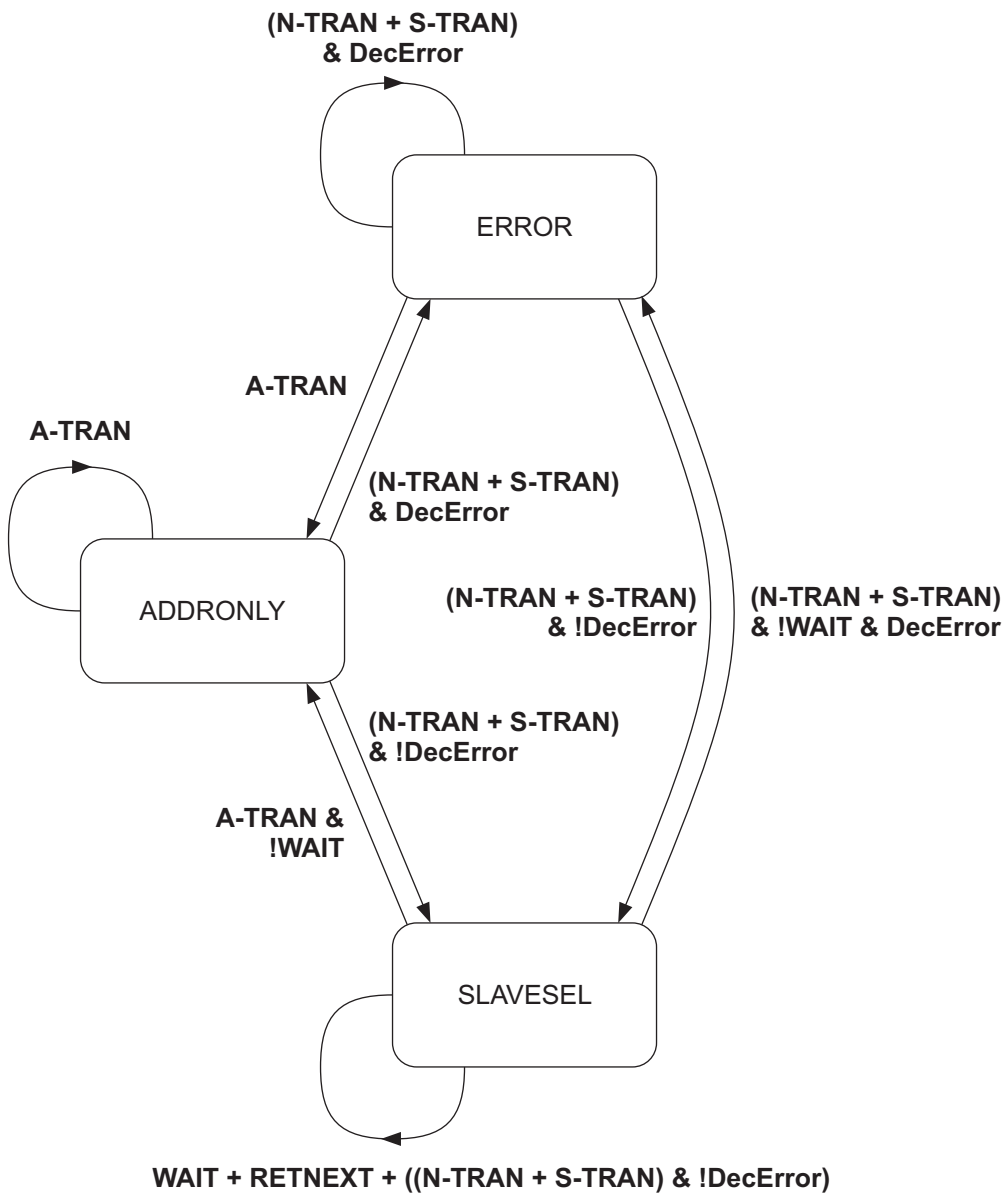 (N-TRAN + S-TRAN)
& DecError
ERROR
A-TRAN
A-TRAN
(N-TRAN + S-TRAN)
& DecError
ADDRONLY
(N-TRAN + S-TRAN)
& !DecError
(N-TRAN + S-TRAN)
& !WAIT & DecError
(N-TRAN + S-TRAN)
& !DecError
A-TRAN &
!WAIT
SLAVESEL
WAIT + RETNEXT + ((N-TRAN + S-TRAN) & !DecError)